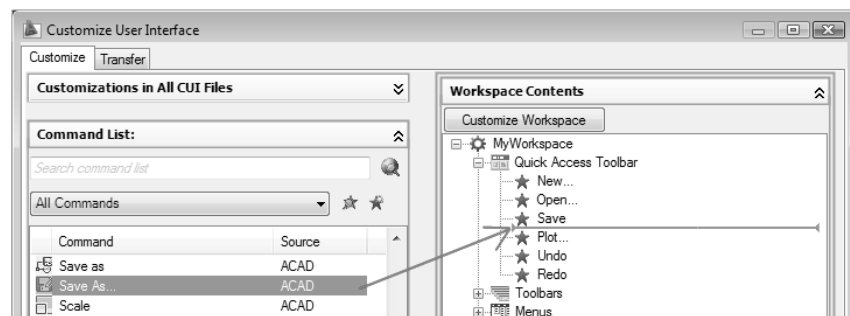 Customize User Interface
Customize Transfer
Customizations in All CUI Files
Command List:
Search command list
All Commands
Command Source
Save as ACAD
Save As... ACAD
Scale ACAD
Workspace Contents
Customize Workspace
MyWorkspace
Quick Access Toolbar
New...
Open...
Save
Plot...
Undo
Redo
Toolbars
Menus